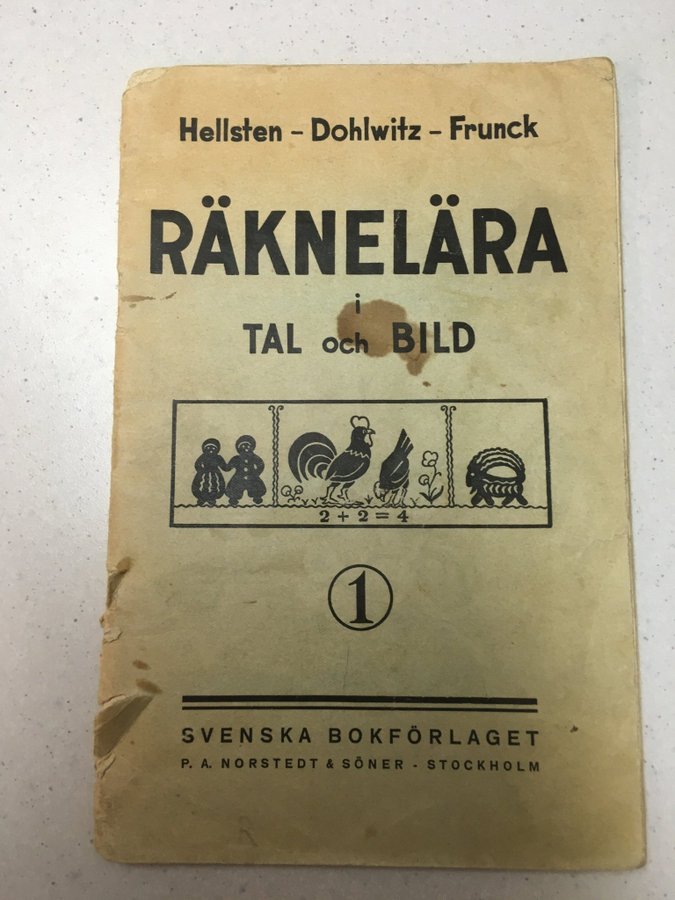 Hellsten – Dohlwitz – Frunck
RÄKNELÄRA
i
TAL och BILD
2 + 2 = 4
1
SVENSKA BOKFÖRLAGET
P. A. NORSTEDT & SÖNER - STOCKHOLM